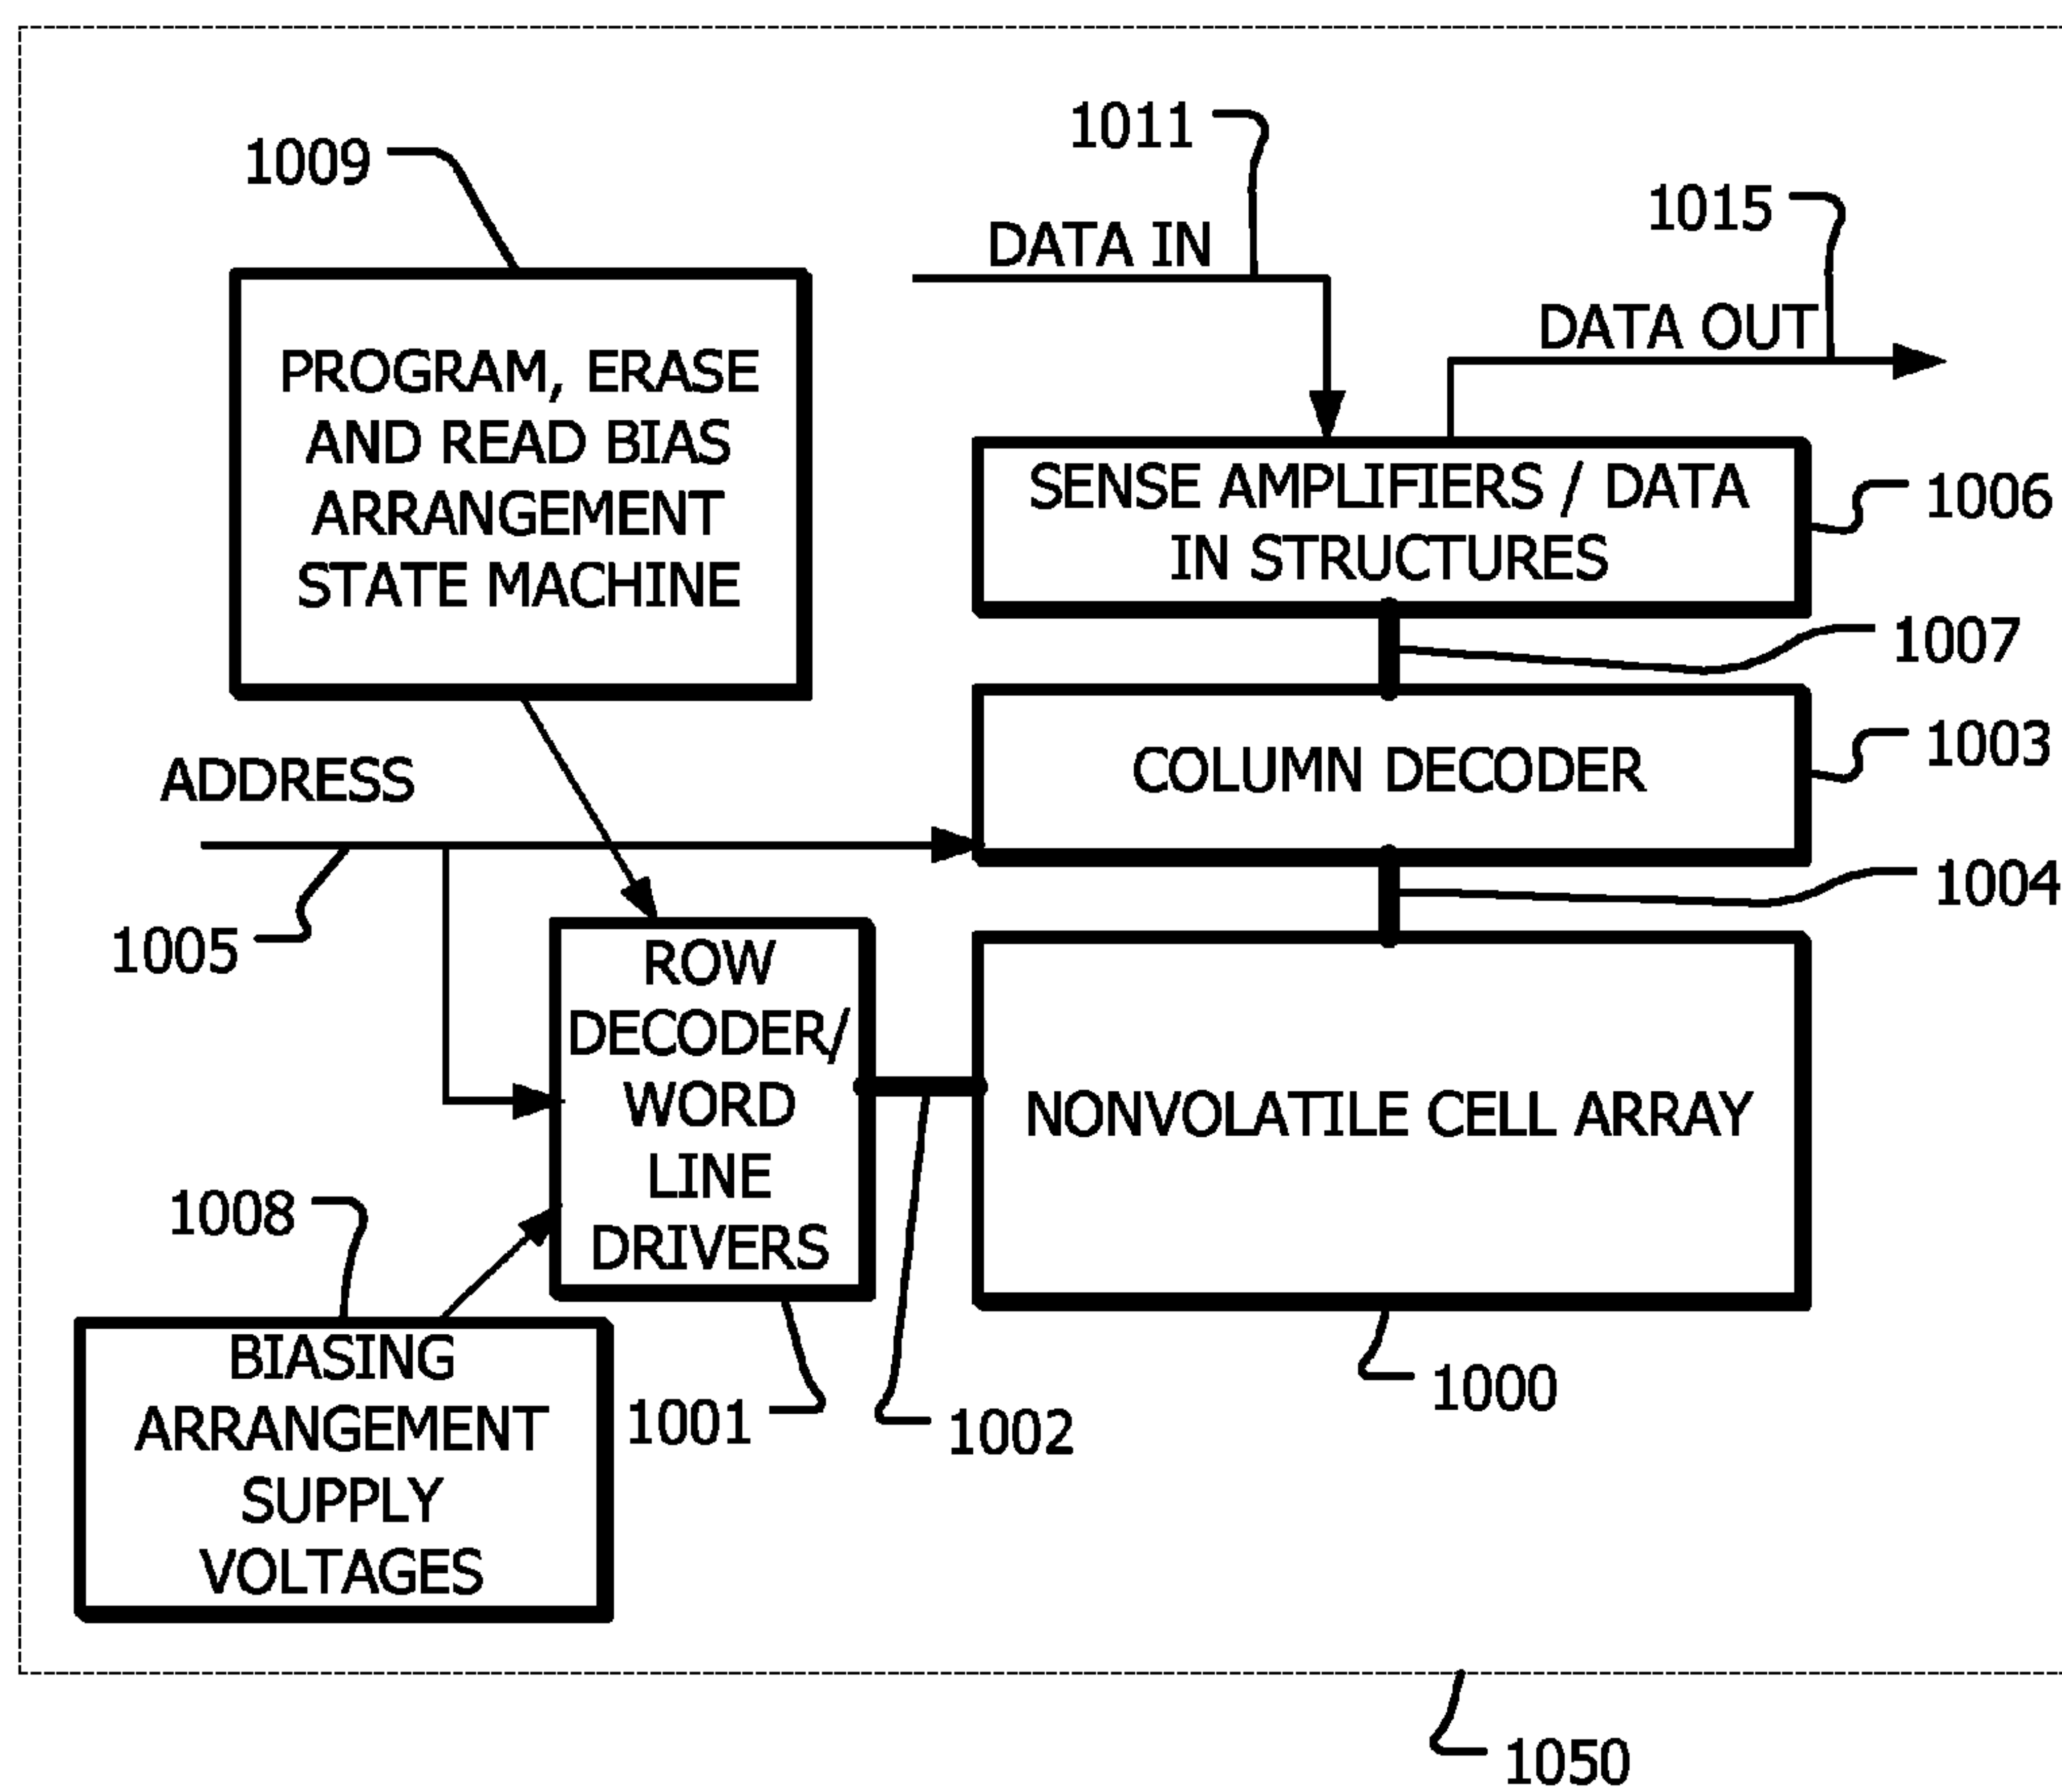 1011
1009
1015
DATA IN
DATA OUT
PROGRAM, ERASE
AND READ BIAS
ARRANGEMENT
STATE MACHINE
SENSE AMPLIFIERS / DATA
IN STRUCTURES
1006
1007
COLUMN DECODER
1003
ADDRESS
1004
1005
ROW
DECODER/
WORD
LINE
DRIVERS
NONVOLATILE CELL ARRAY
1008
BIASING
ARRANGEMENT
SUPPLY
VOLTAGES
1001
1002
1000
1050